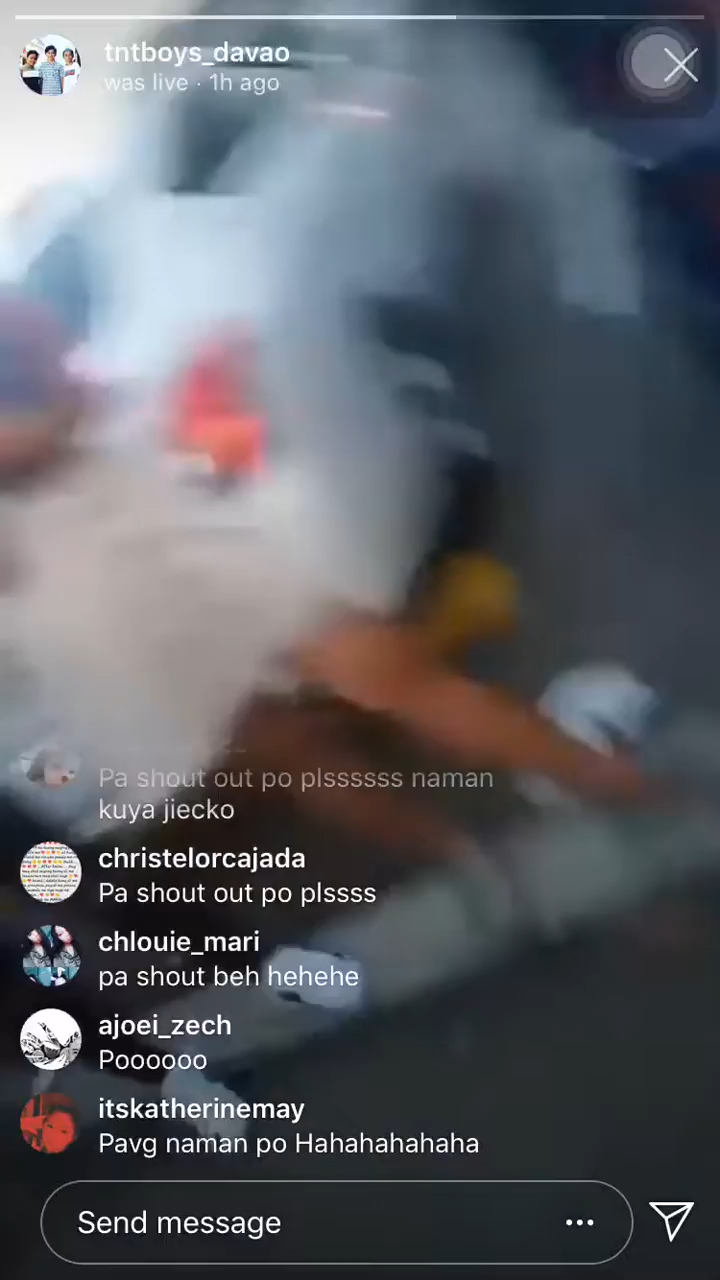 tntboys_davao
was live · 1h ago
Pa shout out po plssssss naman
kuya jiecko
christelorcajada
Pa shout out po plssss
chlouie_mari
pa shout beh hehehe
ajoei_zech
Poooooo
itskatherinemay
Pavg naman po Hahahahahaha
Send message